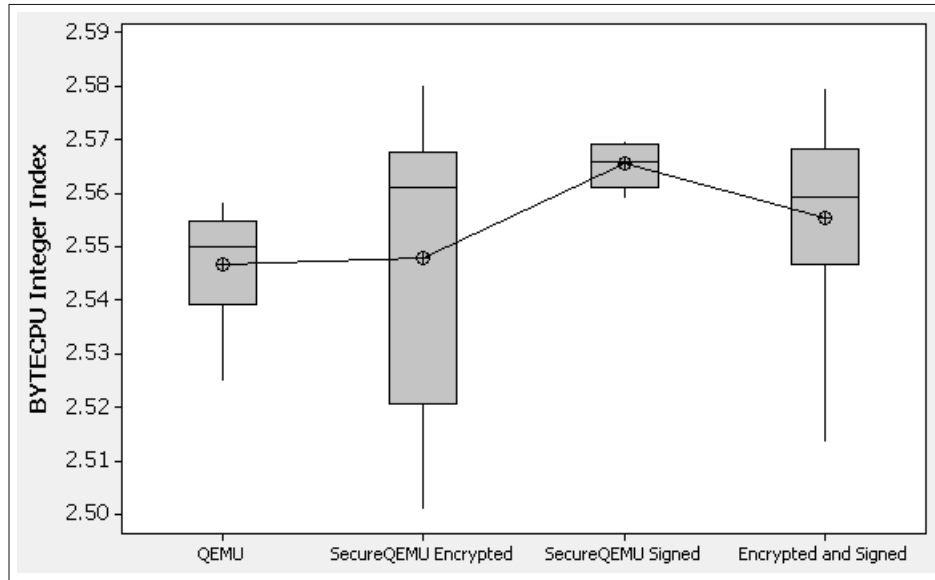 BYTECPU Integer Index
2.59
2.58
2.57
2.56
2.55
2.54
2.53
2.52
2.51
2.50
QEMU
SecureQEMU Encrypted
SecureQEMU Signed
Encrypted and Signed